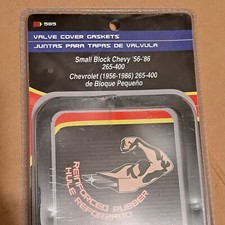 585
VALVE COVER GASKETS
JUNTAS PARA TAPAS DE VALVULA
Small Block Chevy '56-'86
265-400
Chevrolet (1956-1986) 265-400
de Bloque Pequeño
REINFORCED RUBBER
HULE REFORZADO